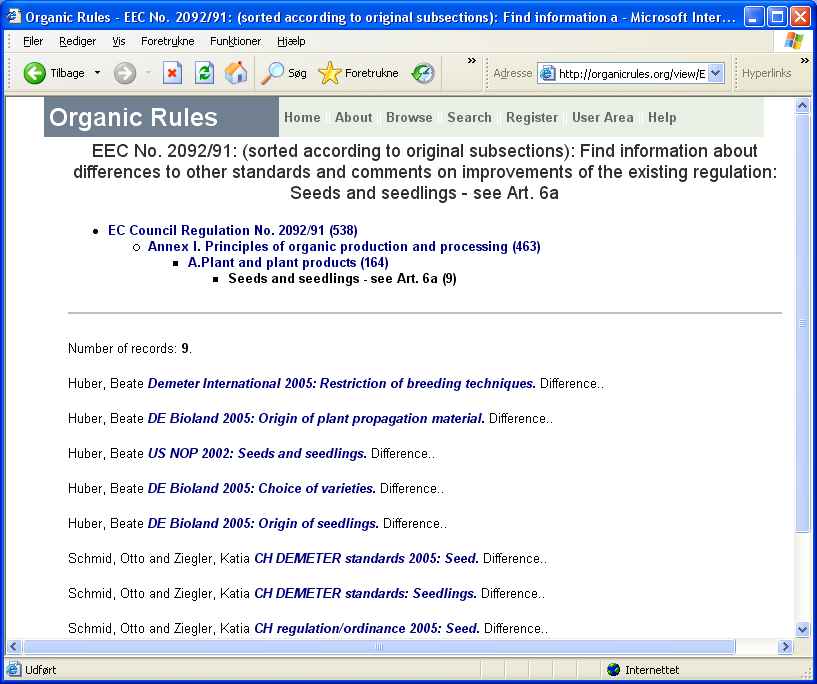 Organic Rules - EEC No. 2092/91: (sorted according to original subsections): Find information a - Microsoft Inter...
Filer Rediger Vis Foretrukne Funktioner Hjælp
Tilbage Søg Foretrukne » Adresse http://organicrules.org/view/E Hyperlinks »
Organic Rules Home About Browse Search Register User Area Help
EEC No. 2092/91: (sorted according to original subsections): Find information about
differences to other standards and comments on improvements of the existing regulation:
Seeds and seedlings - see Art. 6a
EC Council Regulation No. 2092/91 (538)
Annex I. Principles of organic production and processing (463)
A.Plant and plant products (164)
Seeds and seedlings - see Art. 6a (9)
Number of records: 9.
Huber, Beate Demeter International 2005: Restriction of breeding techniques. Difference..
Huber, Beate DE Bioland 2005: Origin of plant propagation material. Difference..
Huber, Beate US NOP 2002: Seeds and seedlings. Difference..
Huber, Beate DE Bioland 2005: Choice of varieties. Difference..
Huber, Beate DE Bioland 2005: Origin of seedlings. Difference..
Schmid, Otto and Ziegler, Katia CH DEMETER standards 2005: Seed. Difference..
Schmid, Otto and Ziegler, Katia CH DEMETER standards: Seedlings. Difference..
Schmid, Otto and Ziegler, Katia CH regulation/ordinance 2005: Seed. Difference..
Udført Internettet